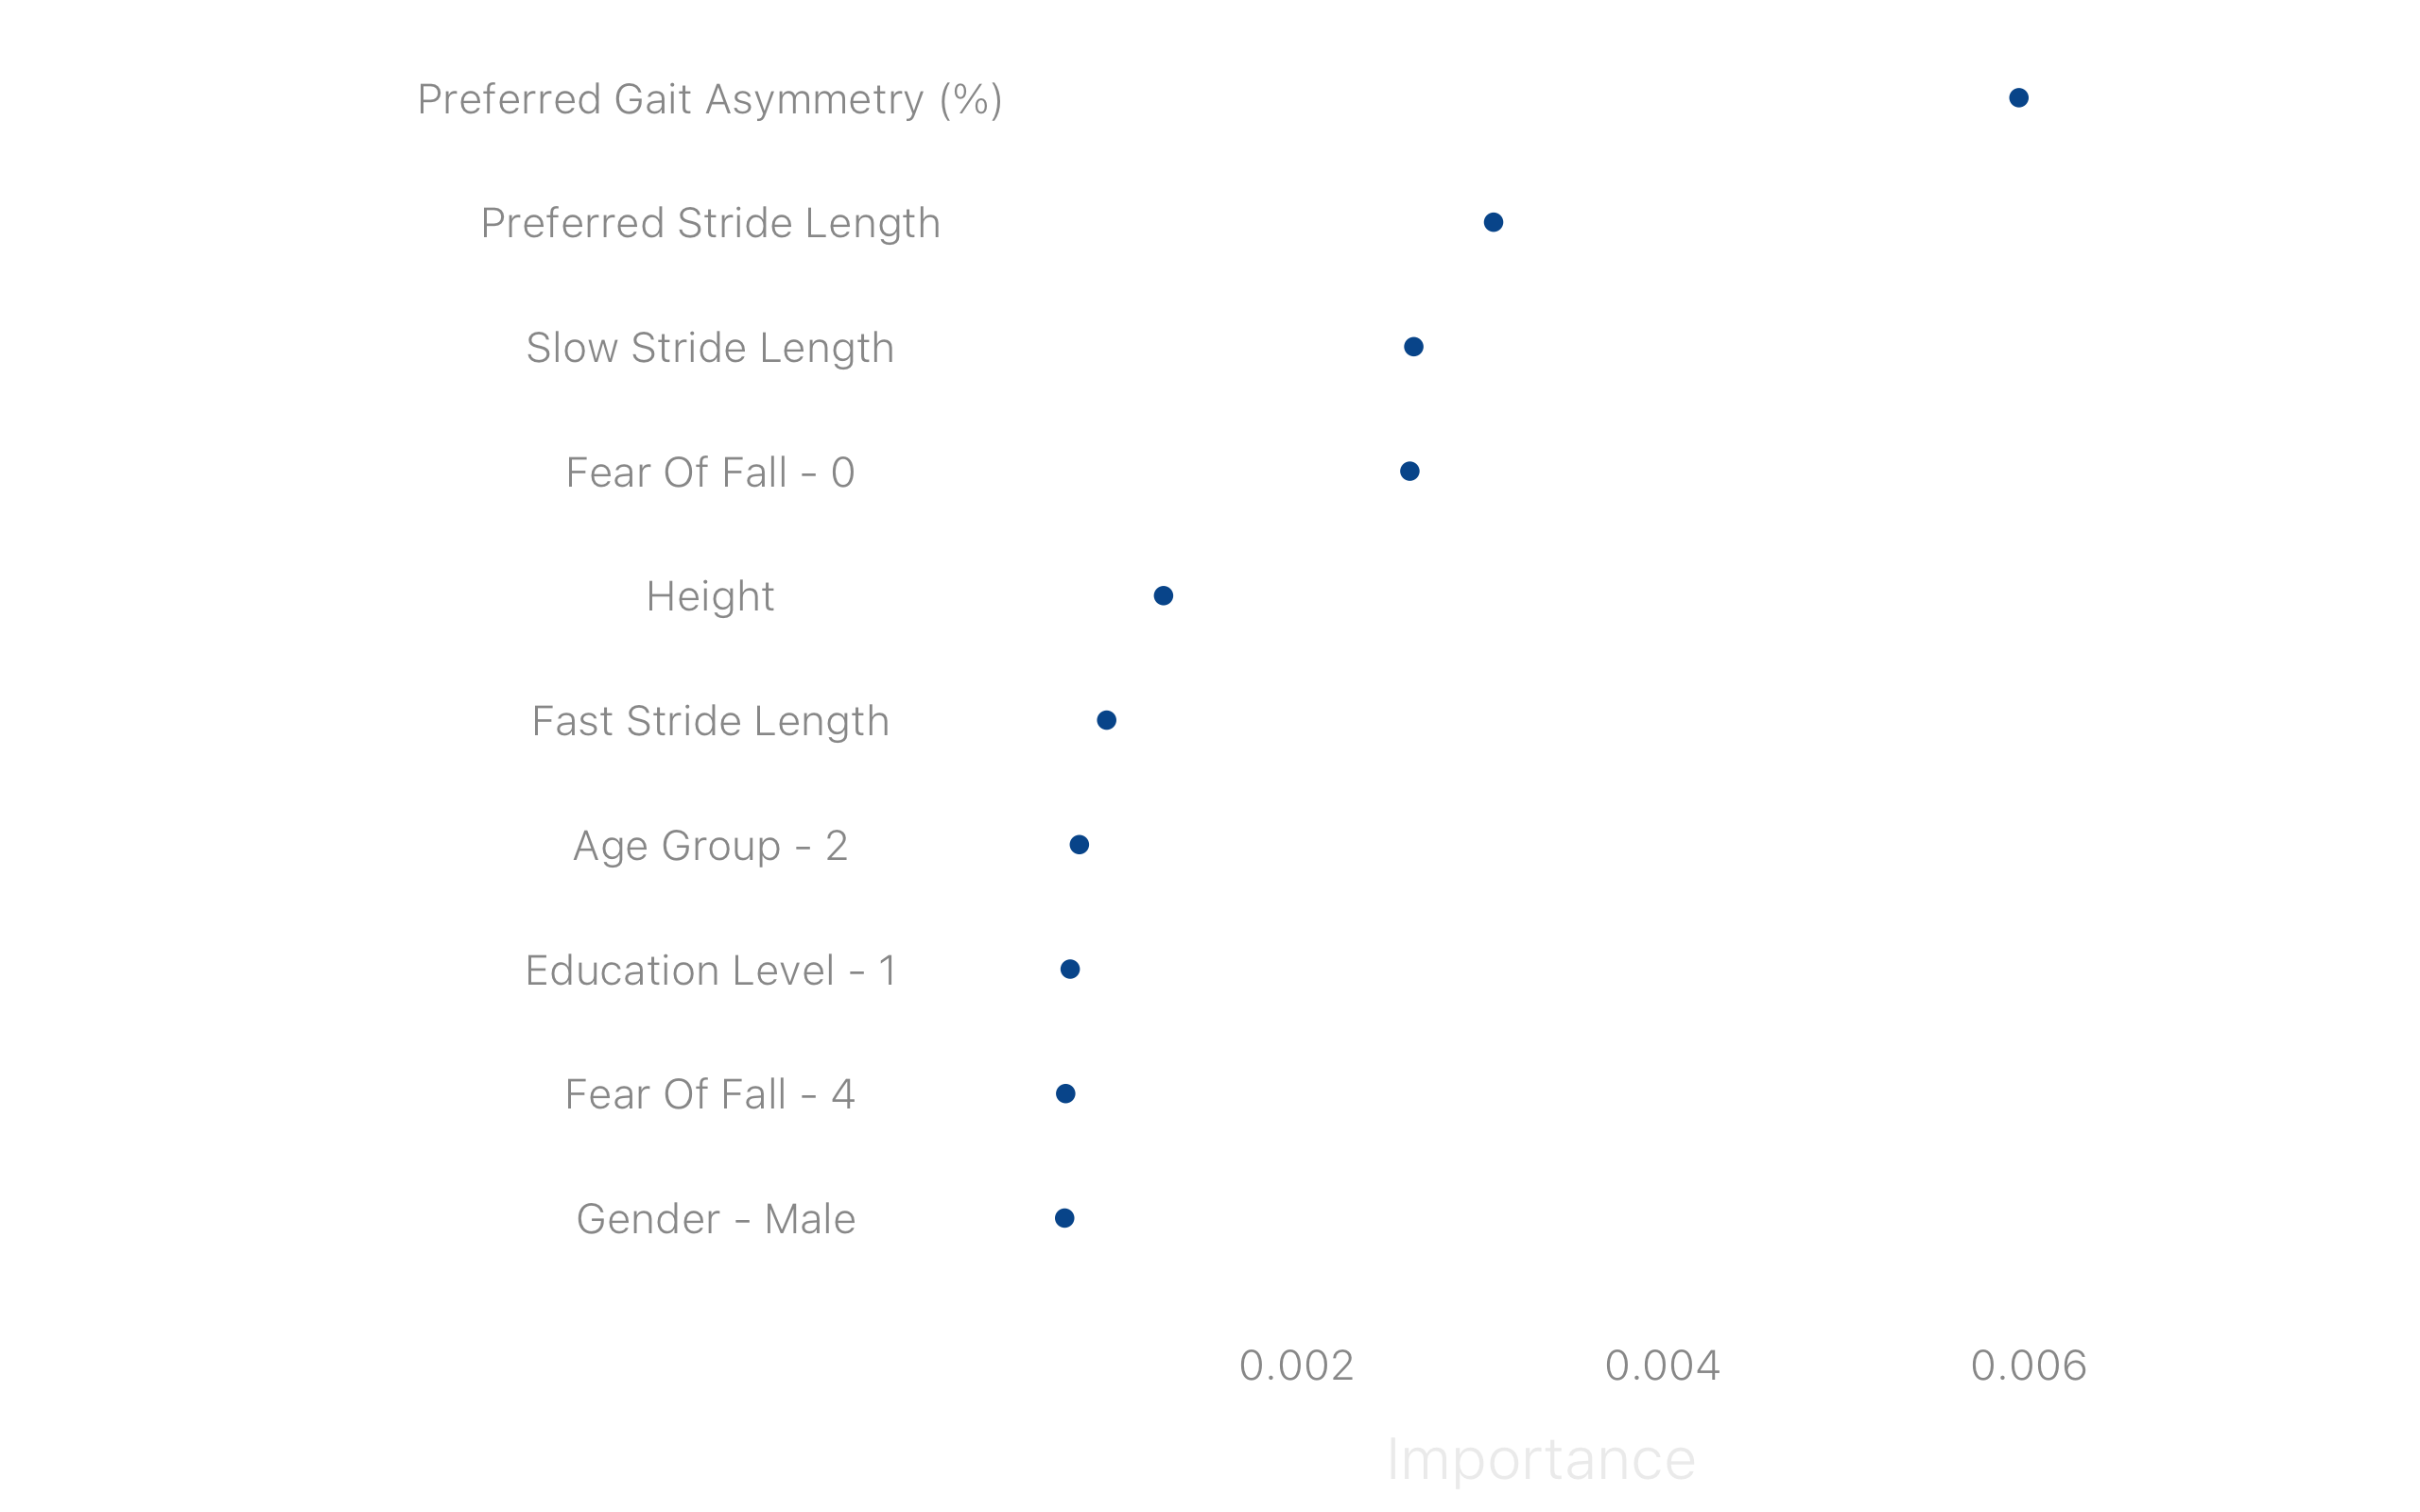 Preferred Gait Asymmetry (%)
Preferred Stride Length
Slow Stride Length
Fear Of Fall - 0
Height
Fast Stride Length
Age Group - 2
Education Level - 1
Fear Of Fall - 4
Gender - Male
0.002 0.004 0.006
Importance